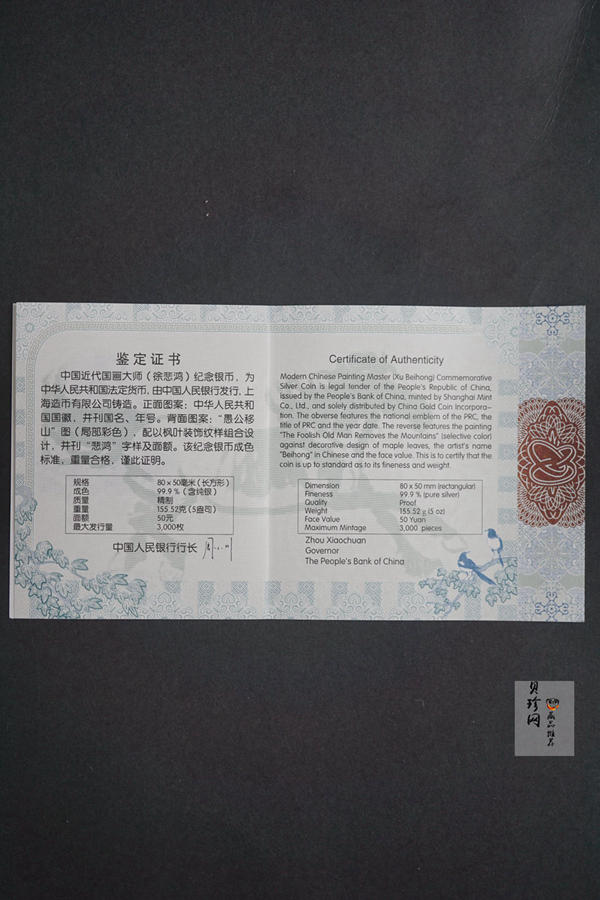 鉴定证书
中国近代国画大师（徐悲鸿）纪念银币，为
中华人民共和国法定货币，由中国人民银行发行，上
海造币有限公司铸造。正面图案：中华人民共和
国国徽，并刊国名、年号。背面图案：“愚公移
山”图（局部彩色），配以枫叶装饰纹样组合设
计，并刊“悲鸿”字样及面额。该纪念银币成色
标准，重量合格，谨此证明。
规格 80 x 50毫米（长方形）
成色 99.9 %（含纯银）
质量 精制
重量 155.52克（5盎司）
面额 50元
最大发行量 3,000枚
中国人民银行行长
Certificate of Authenticity
Modern Chinese Painting Master (Xu Beihong) Commemorative
Silver Coin is legal tender of the People's Republic of China,
issued by the People's Bank of China, minted by Shanghai Mint
Co., Ltd., and solely distributed by China Gold Coin Incorpora-
tion. The obverse features the national emblem of the PRC, the
title of PRC and the year date. The reverse features the painting
"The Foolish Old Man Removes the Mountains" (selective color)
against decorative design of maple leaves, the artist's name
"Beihong" in Chinese and the face value. This is to certify that the
coin is up to standard as to its fineness and weight.
Dimension 80 x 50 mm (rectangular)
Fineness 99.9 % (pure silver)
Quality Proof
Weight 155.52 g (5 oz)
Face Value 50 Yuan
Maximum Mintage 3,000 pieces
Zhou Xiaochuan
Governor
The People's Bank of China
贝珍网
藏品推荐